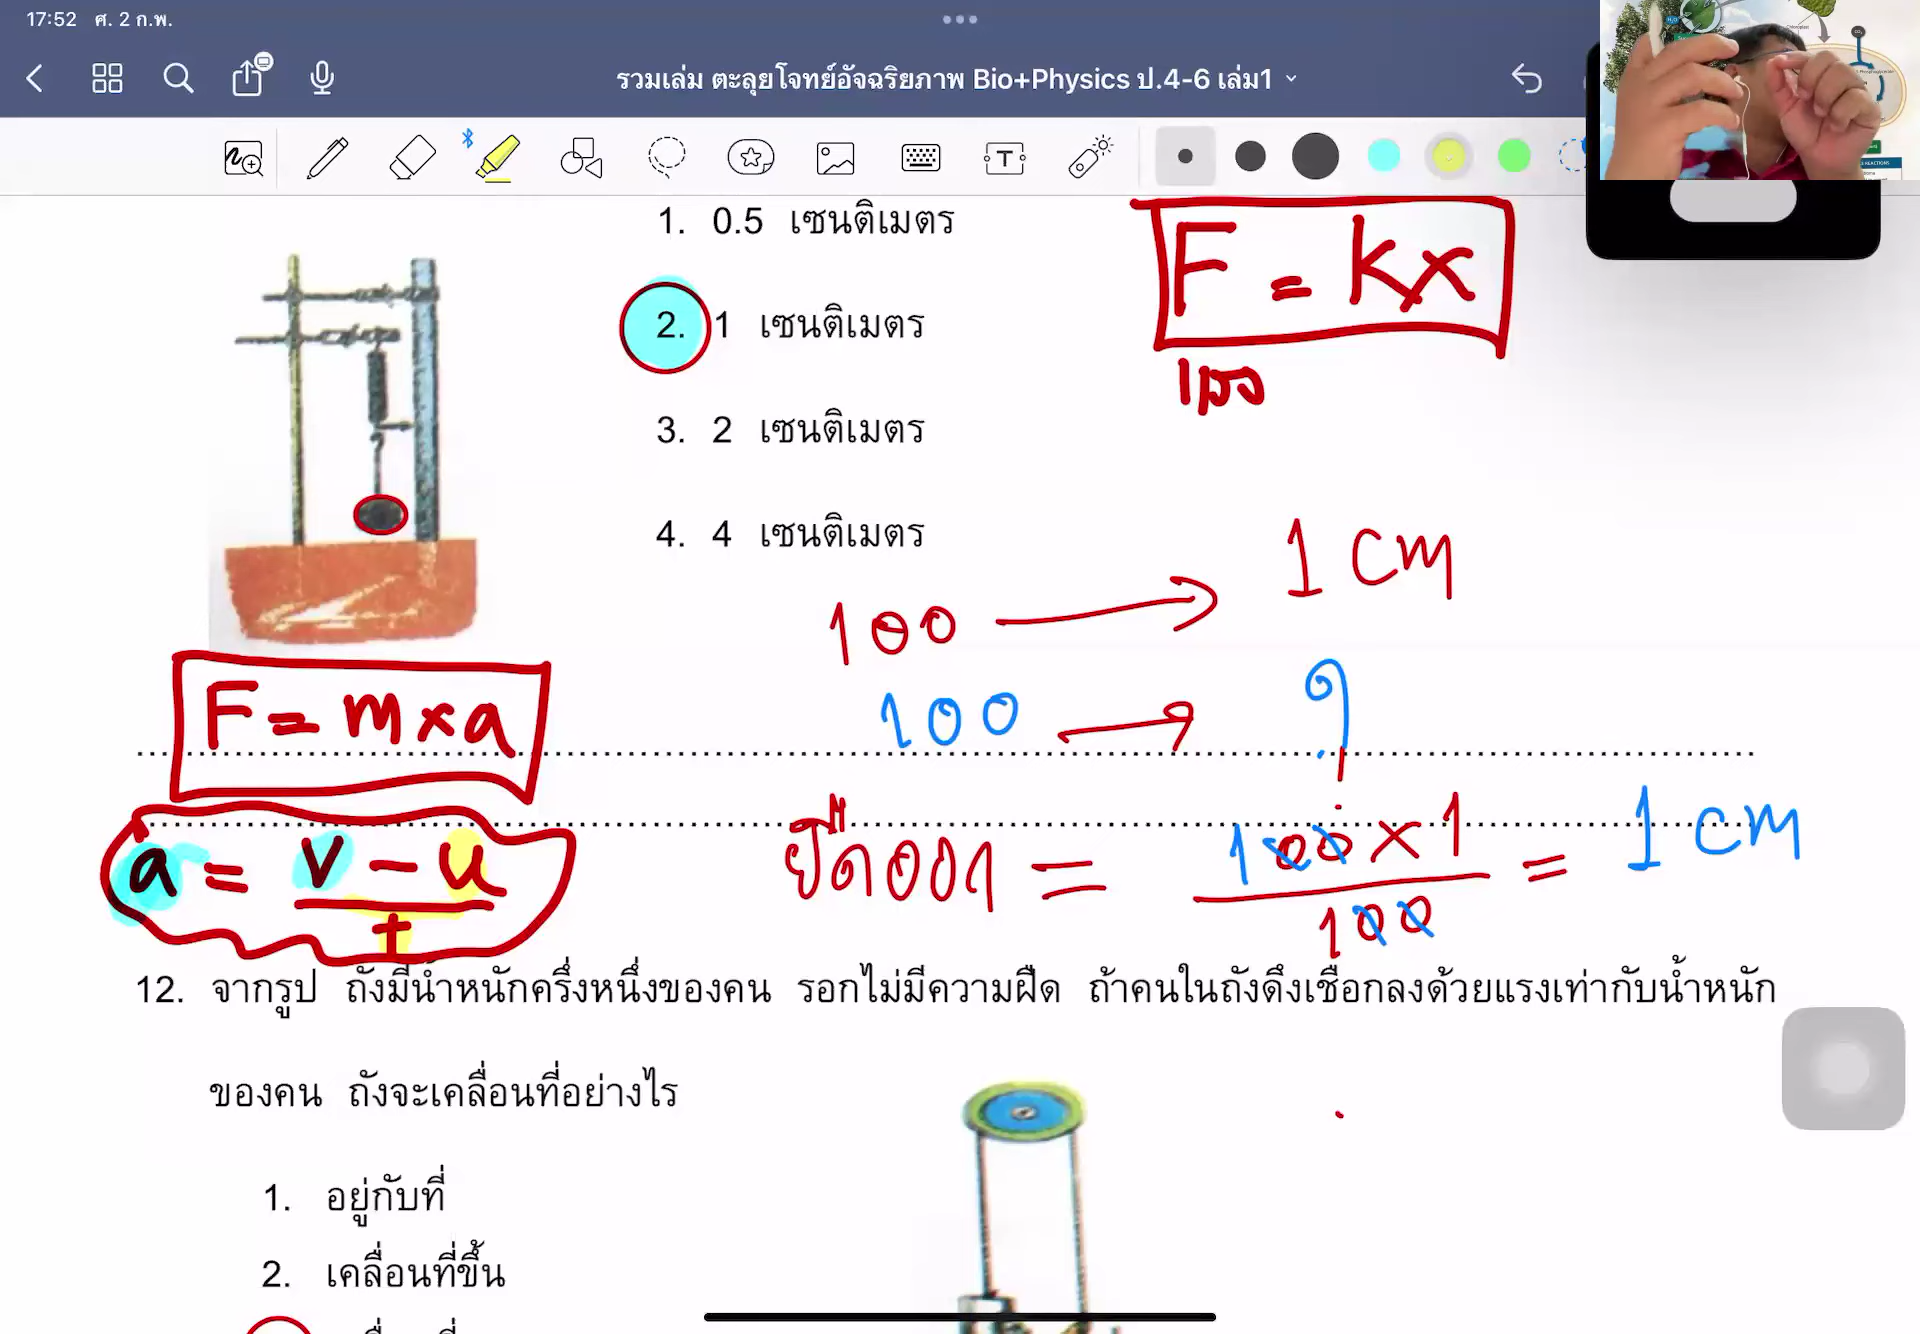 17:52 ศ. 2 ก.พ.
รวมเล่ม ตะลุยโจทย์อัจฉริยภาพ Bio+Physics ป.4-6 เล่ม1
1. 0.5 เซนติเมตร
2. 1 เซนติเมตร
3. 2 เซนติเมตร
4. 4 เซนติเมตร
F = kx
แรง
100 → 1 cm
100 → ?
F = m x a
a = v - u / t
ยืดออก = 100 x 1 / 100 = 1 cm
12. จากรูป ถังมีน้ำหนักครึ่งหนึ่งของคน รอกไม่มีความฝืด ถ้าคนในถังดึงเชือกลงด้วยแรงเท่ากับน้ำหนัก
ของคน ถังจะเคลื่อนที่อย่างไร
1. อยู่กับที่
2. เคลื่อนที่ขึ้น